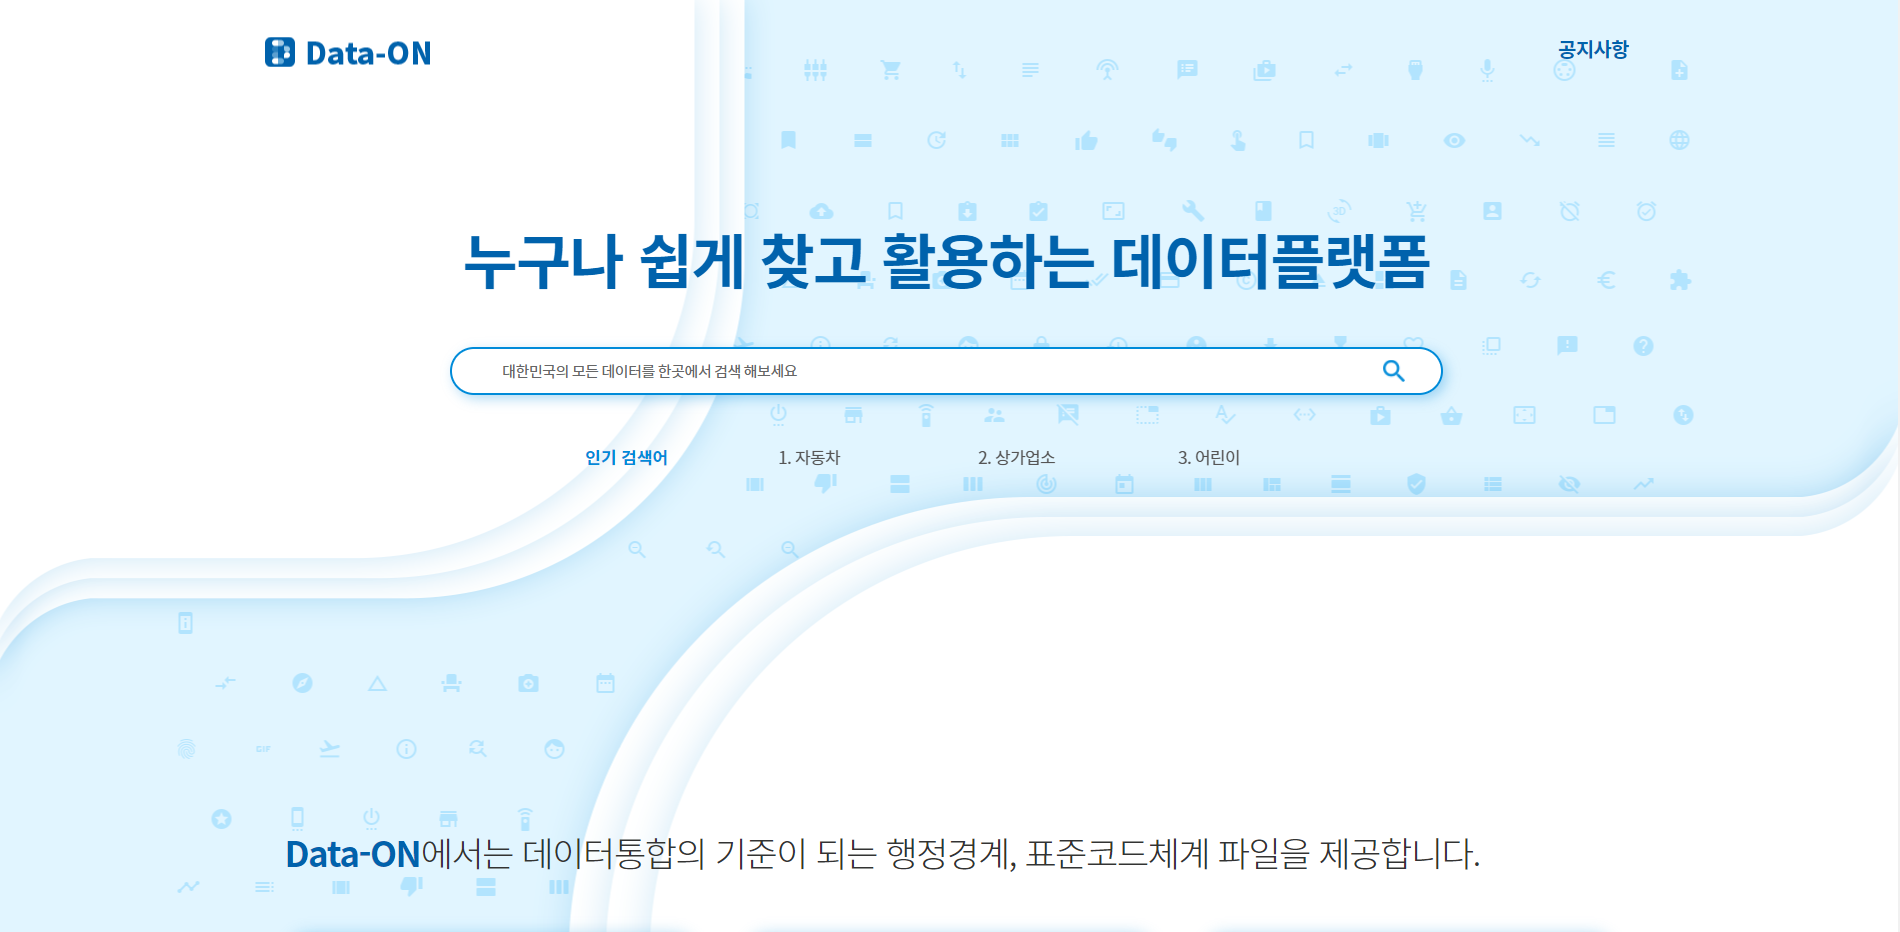 Data-ON
공지사항
누구나 쉽게 찾고 활용하는 데이터플랫폼
대한민국의 모든 데이터를 한곳에서 검색 해보세요
인기 검색어 1. 자동차 2. 상가업소 3. 어린이
GIF
Data-ON에서는 데이터통합의 기준이 되는 행정경계, 표준코드체계 파일을 제공합니다.